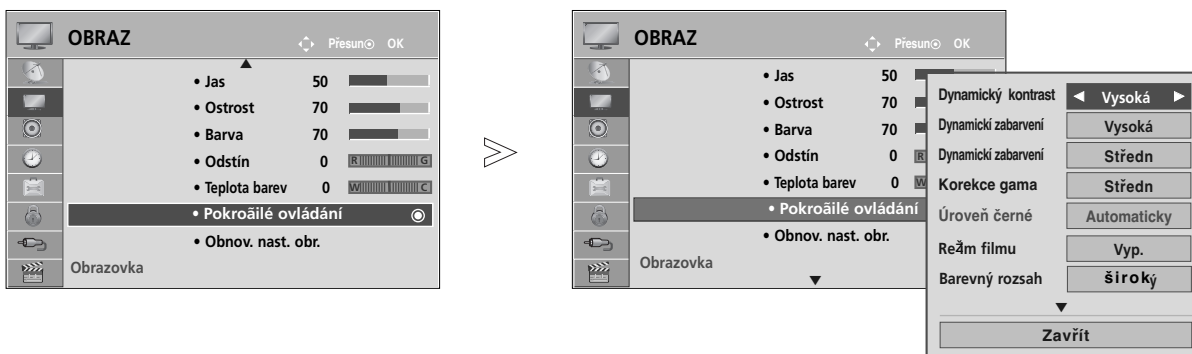 OBRAZ
Přesun OK
• Jas 50
• Ostrost 70
• Barva 70
• Odstín 0 R G
• Teplota barev 0 W C
• Pokroãilé ovládání
• Obnov. nast. obr.
Obrazovka
OBRAZ
Přesun OK
• Jas 50
• Ostrost 70
• Barva 70
• Odstín 0 R
• Teplota barev 0 W
• Pokroãilé ovládání
• Obnov. nast. obr.
Obrazovka
Dynamický kontrast Vysoká
Dynamickí zabarvení Vysoká
Dynamickí zabarvení Středn
Korekce gama Středn
Úroveň černé Automaticky
filmu Vyp.
Barevný rozsah široký
Zavřít